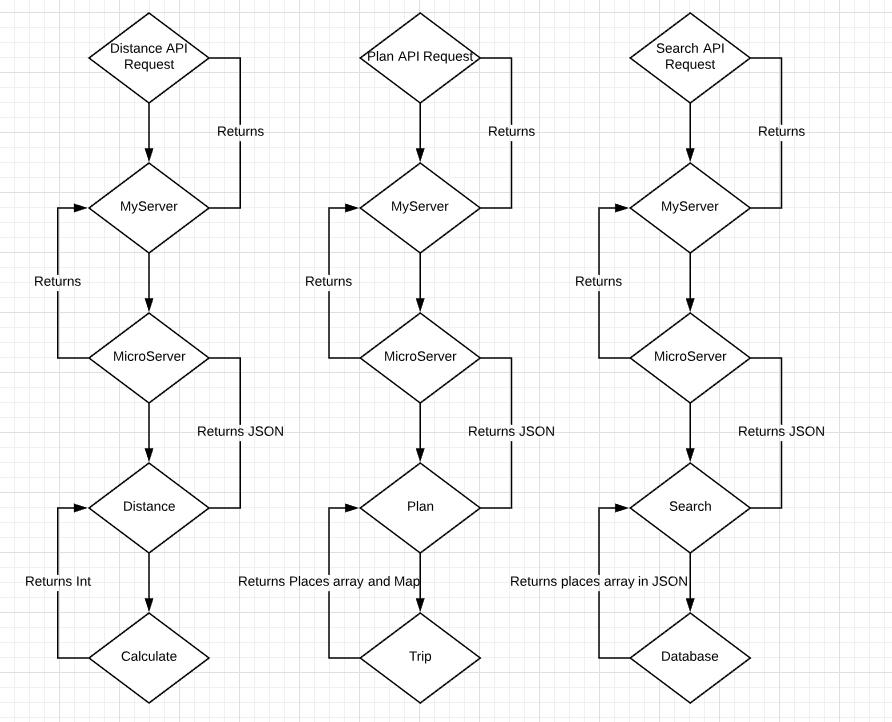 Distance API
Request
Plan API Request
Search API
Request
Returns
Returns
Returns
MyServer
MyServer
MyServer
Returns
Returns
Returns
MicroServer
MicroServer
MicroServer
Returns JSON
Returns JSON
Returns JSON
Distance
Plan
Search
Returns Int
Returns Places array and Map
Returns places array in JSON
Calculate
Trip
Database